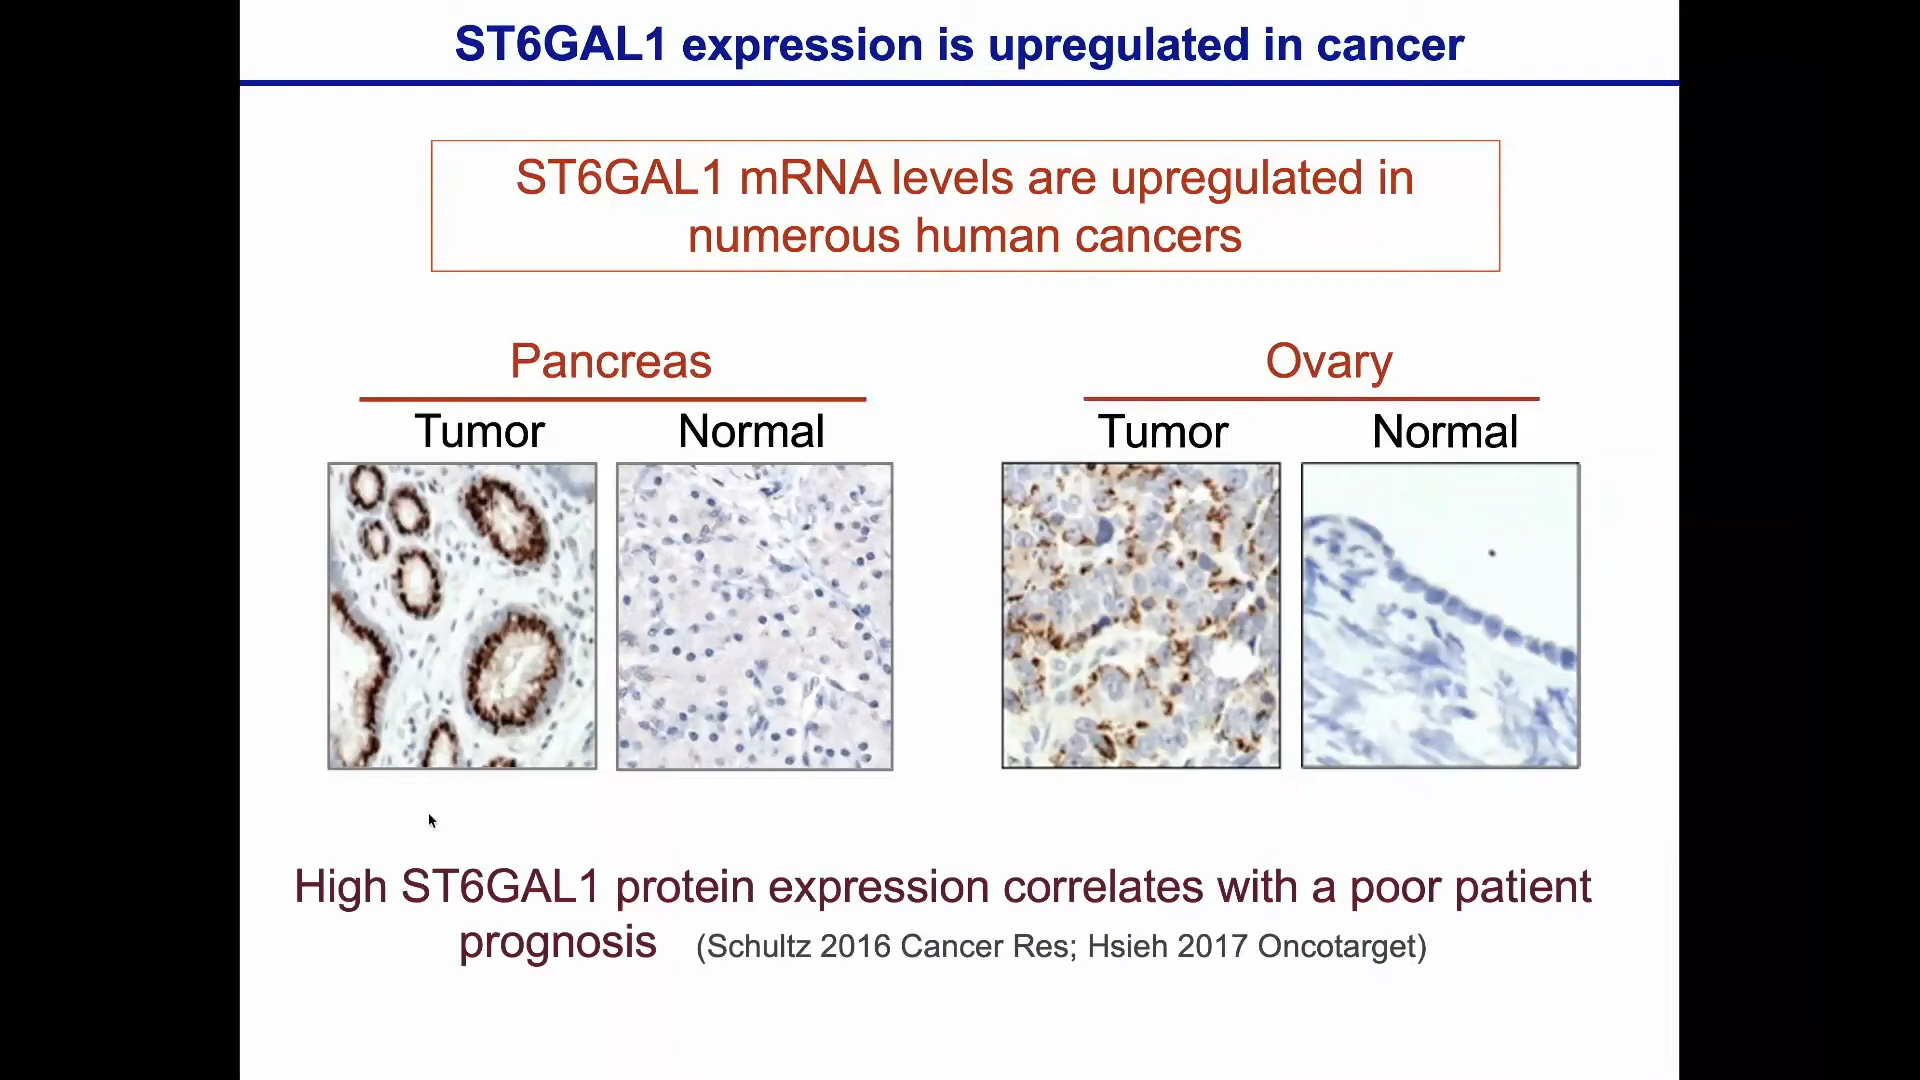 ST6GAL1 expression is upregulated in cancer
ST6GAL1 mRNA levels are upregulated in
numerous human cancers
Pancreas
Ovary
Tumor
Normal
Tumor
Normal
High ST6GAL1 protein expression correlates with a poor patient
prognosis (Schultz 2016 Cancer Res; Hsieh 2017 Oncotarget)